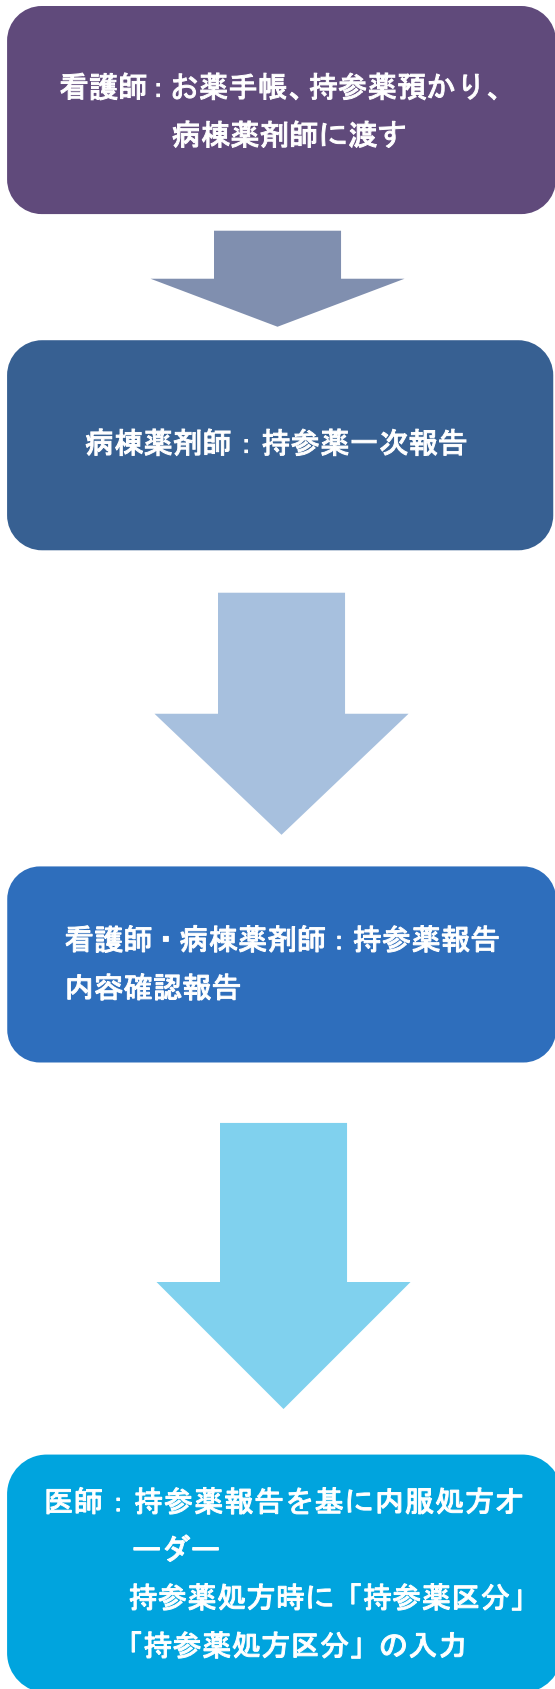 看護師：お薬手帳、持参薬預かり、
病棟薬剤師に渡す
病棟薬剤師：持参薬一次報告
看護師・病棟薬剤師：持参薬報告
内容確認報告
医師：持参薬報告を基に内服処方オ
ーダー
持参薬処方時に「持参薬区分」
「持参薬処方区分」の入力